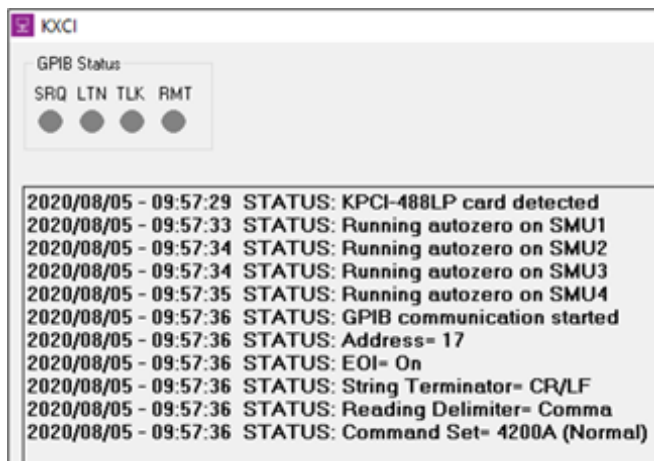 KXCI
GPIB Status
SRQ LTN TLK RMT
2020/08/05 - 09:57:29 STATUS: KPCI-488LP card detected
2020/08/05 - 09:57:33 STATUS: Running autozero on SMU1
2020/08/05 - 09:57:34 STATUS: Running autozero on SMU2
2020/08/05 - 09:57:34 STATUS: Running autozero on SMU3
2020/08/05 - 09:57:35 STATUS: Running autozero on SMU4
2020/08/05 - 09:57:36 STATUS: GPIB communication started
2020/08/05 - 09:57:36 STATUS: Address= 17
2020/08/05 - 09:57:36 STATUS: EOI= On
2020/08/05 - 09:57:36 STATUS: String Terminator= CR/LF
2020/08/05 - 09:57:36 STATUS: Reading Delimiter= Comma
2020/08/05 - 09:57:36 STATUS: Command Set= 4200A (Normal)